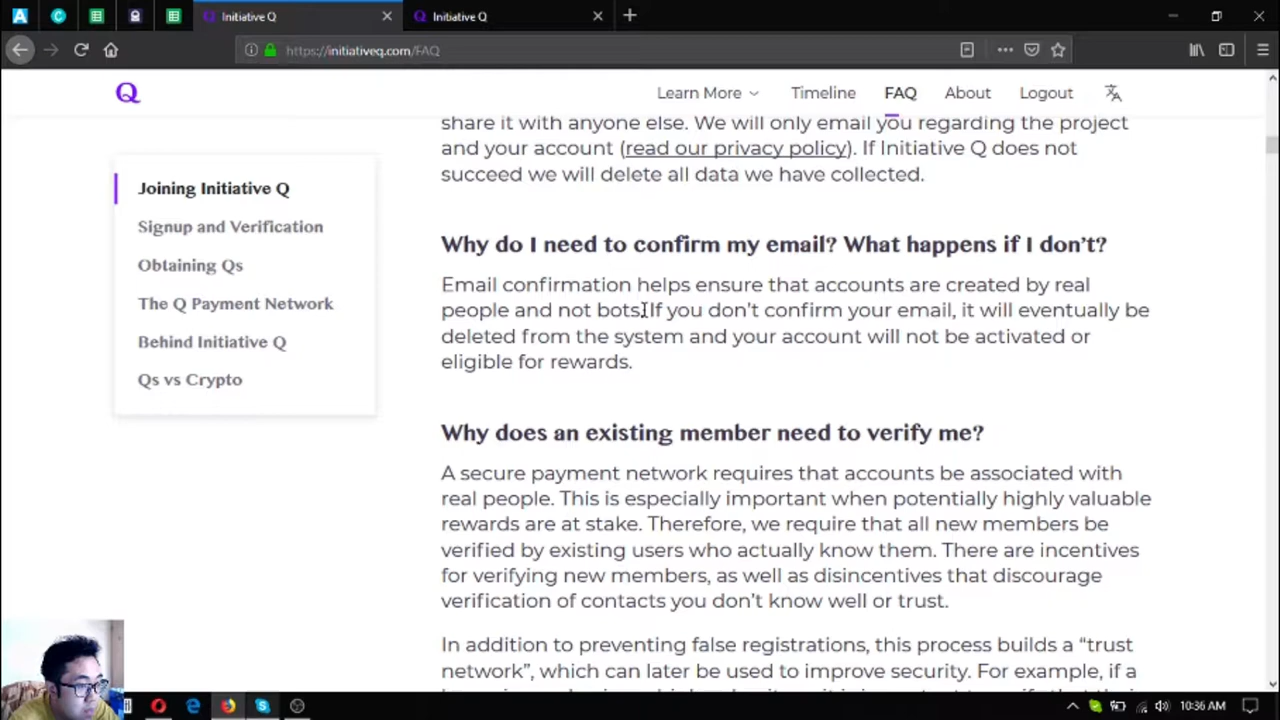 Initiative Q
Initiative Q
https://initiativeq.com/FAQ
Q
Learn More
Timeline
FAQ
About
Logout
Joining Initiative Q
Signup and Verification
Obtaining Qs
The Q Payment Network
Behind Initiative Q
Qs vs Crypto
share it with anyone else. We will only email you regarding the project
and your account (read our privacy policy). If Initiative Q does not
succeed we will delete all data we have collected.
Why do I need to confirm my email? What happens if I don’t?
Email confirmation helps ensure that accounts are created by real
people and not bots. If you don’t confirm your email, it will eventually be
deleted from the system and your account will not be activated or
eligible for rewards.
Why does an existing member need to verify me?
A secure payment network requires that accounts be associated with
real people. This is especially important when potentially highly valuable
rewards are at stake. Therefore, we require that all new members be
verified by existing users who actually know them. There are incentives
for verifying new members, as well as disincentives that discourage
verification of contacts you don’t know well or trust.
In addition to preventing false registrations, this process builds a “trust
network”, which can later be used to improve security. For example, if a
10:36 AM